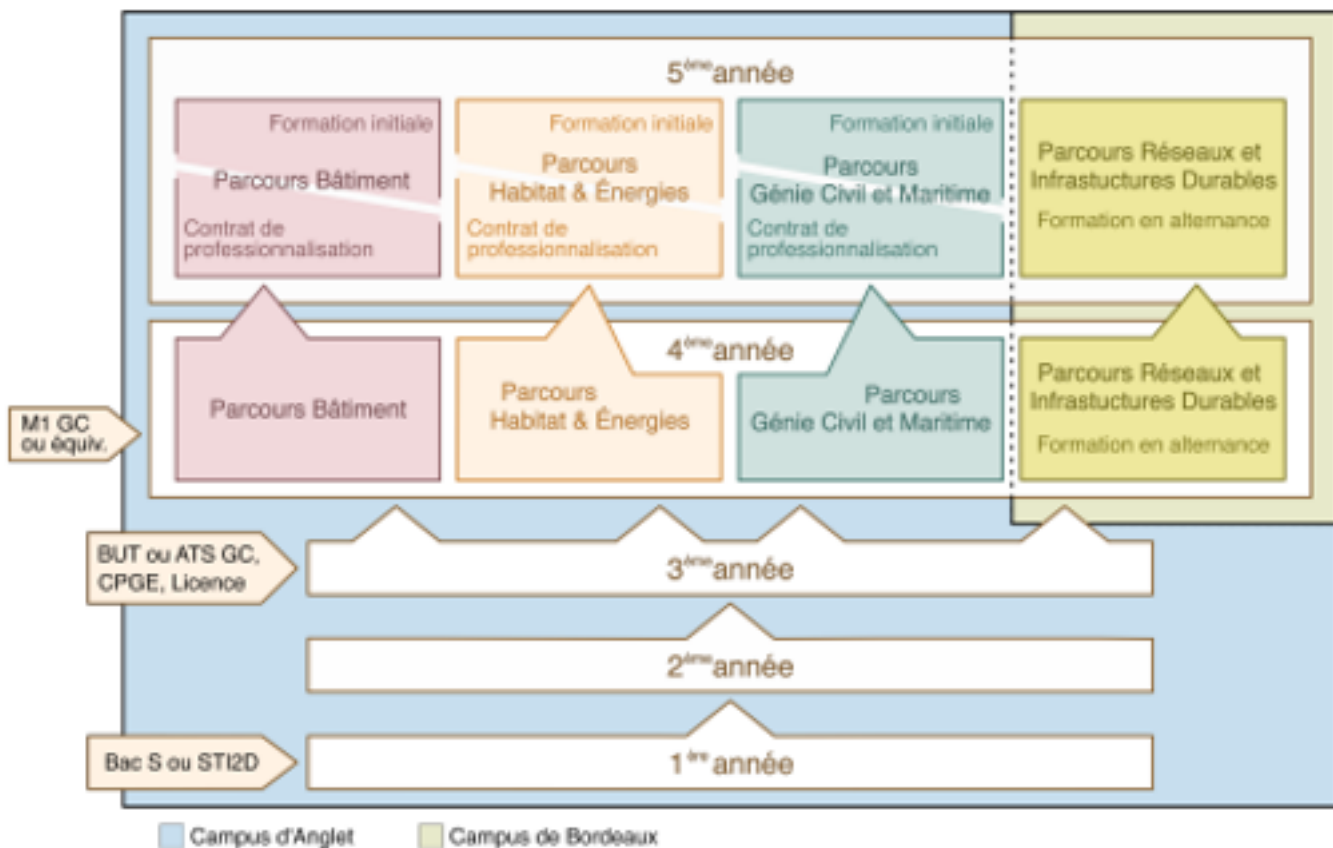 5ème année
Formation initiale
Parcours Bâtiment
Contrat de
professionnalisation
Formation initiale
Parcours
Habitat & Énergies
Contrat de
professionnalisation
Formation initiale
Parcours
Génie Civil et Maritime
Contrat de
professionnalisation
Parcours Réseaux et
Infrastuctures Durables
Formation en alternance
4ème année
Parcours Bâtiment
Parcours
Habitat & Énergies
Parcours
Génie Civil et Maritime
Parcours Réseaux et
Infrastuctures Durables
Formation en alternance
M1 GC
ou équiv.
BUT ou ATS GC,
CPGE, Licence
3ème année
2ème année
Bac S ou STI2D
1ère année
Campus d'Anglet
Campus de Bordeaux